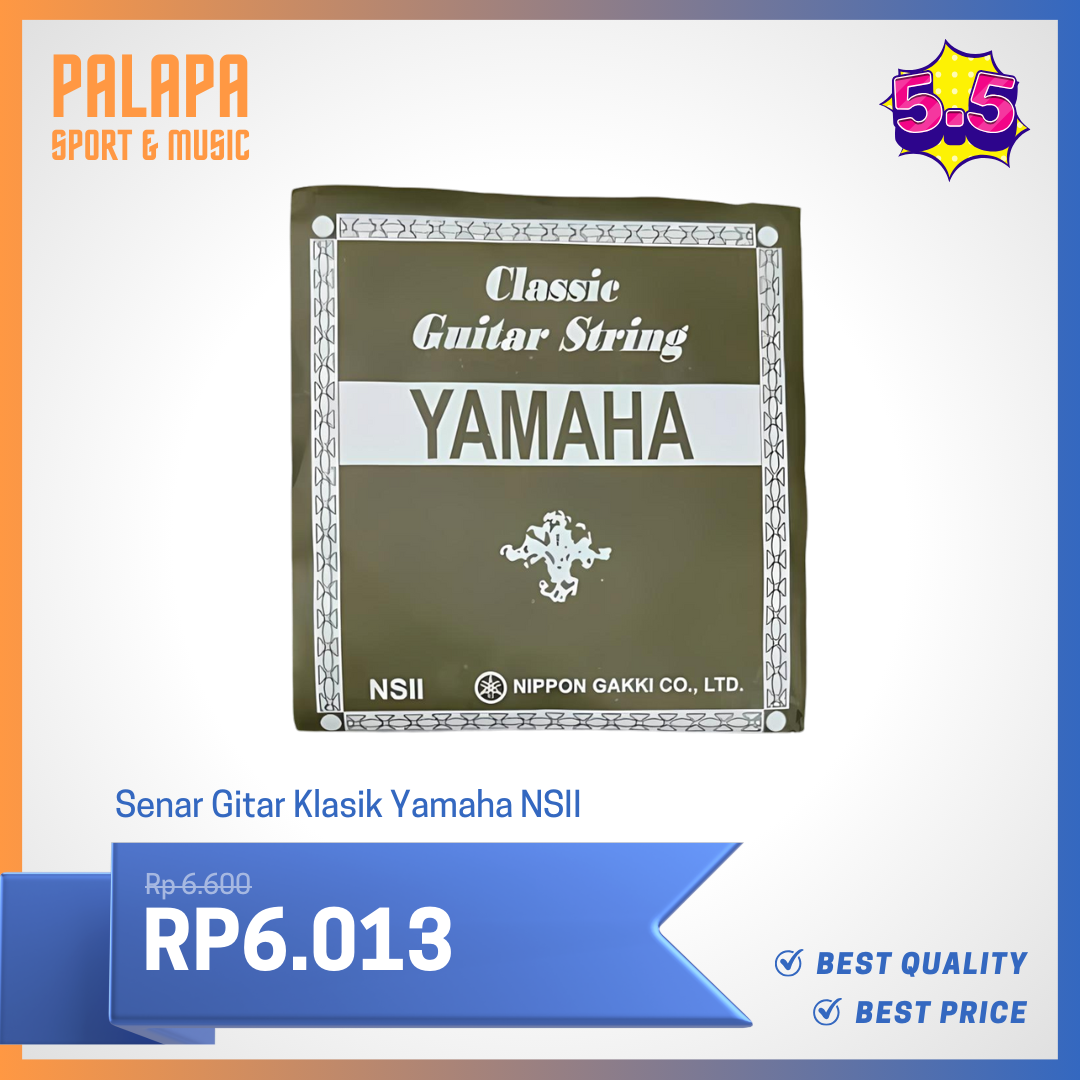 PALAPA
SPORT & MUSIC
5.5
Classic
Guitar String
YAMAHA
NSII
NIPPON GAKKI CO., LTD.
Senar Gitar Klasik Yamaha NSII
Rp 6.600
RP6.013
BEST QUALITY
BEST PRICE